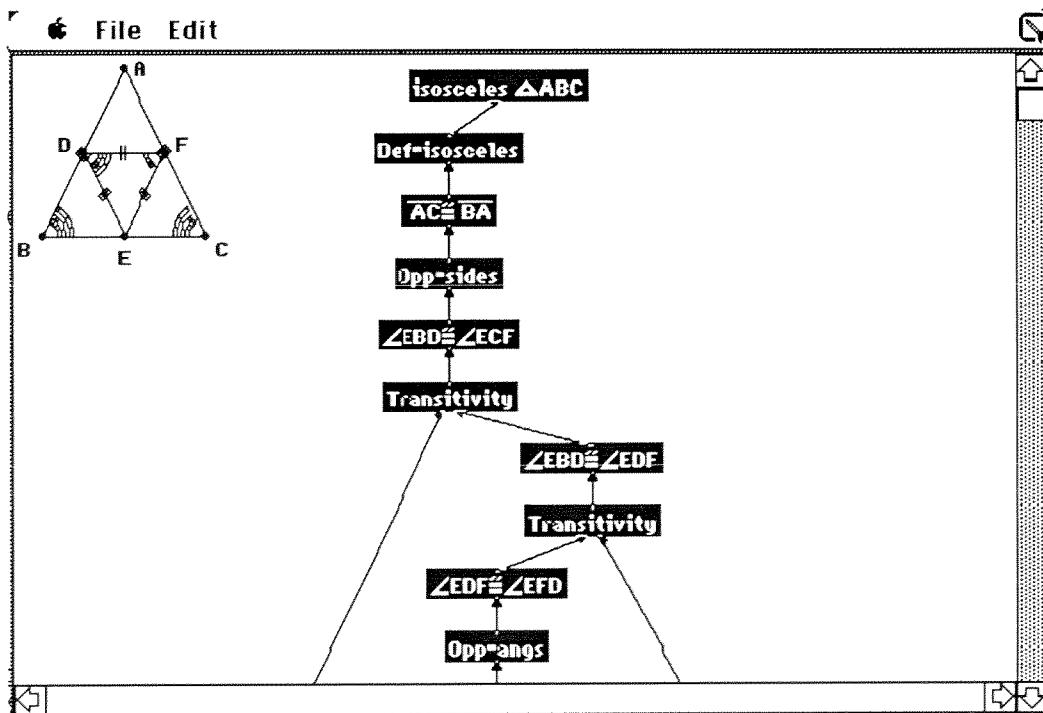 File Edit
A
D F
B E C
isosceles △ABC
Def=isosceles
AC≅BA
Opp=sides
∠EBD≅∠ECF
Transitivity
∠EBD≅∠EDF
Transitivity
∠EDF≅∠EFD
Opp=angs